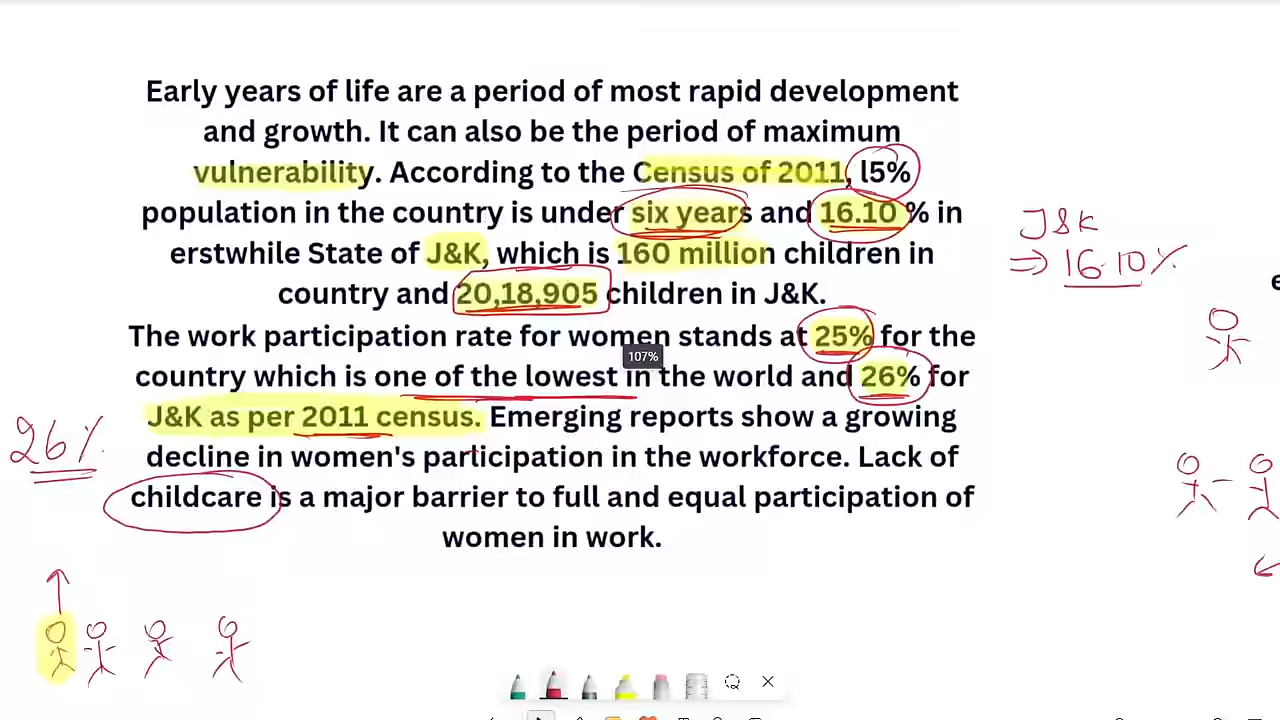 Early years of life are a period of most rapid development
and growth. It can also be the period of maximum
vulnerability. According to the Census of 2011, l5%
population in the country is under six years and 16.10 % in
erstwhile State of J&K, which is 160 million children in
country and 20,18,905 children in J&K.
The work participation rate for women stands at 25% for the
country which is one of the lowest in the world and 26% for
J&K as per 2011 census. Emerging reports show a growing
decline in women's participation in the workforce. Lack of
childcare is a major barrier to full and equal participation of
women in work.
107%
J&K
⇒ 16.10%
e
26%